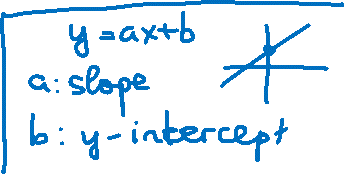 y=ax+b
a: slope
b: y-intercept